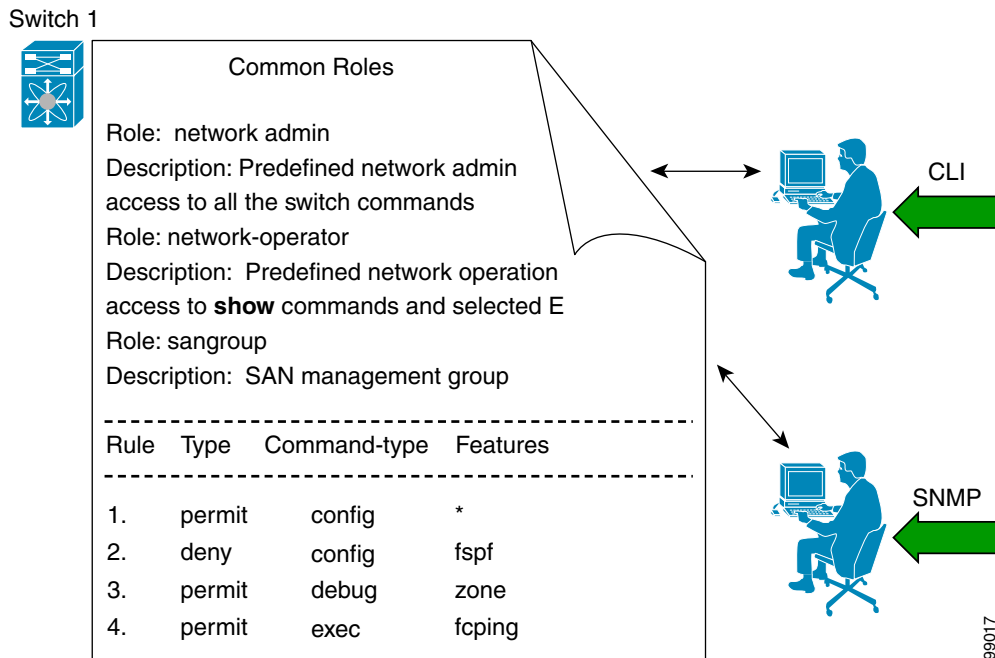 Switch 1
Common Roles
Role: network admin
Description: Predefined network admin
access to all the switch commands
Role: network-operator
Description: Predefined network operation
access to show commands and selected E
Role: sangroup
Description: SAN management group
Rule Type Command-type Features
1. permit config *
2. deny config fspf
3. permit debug zone
4. permit exec fcping
CLI
SNMP
99017